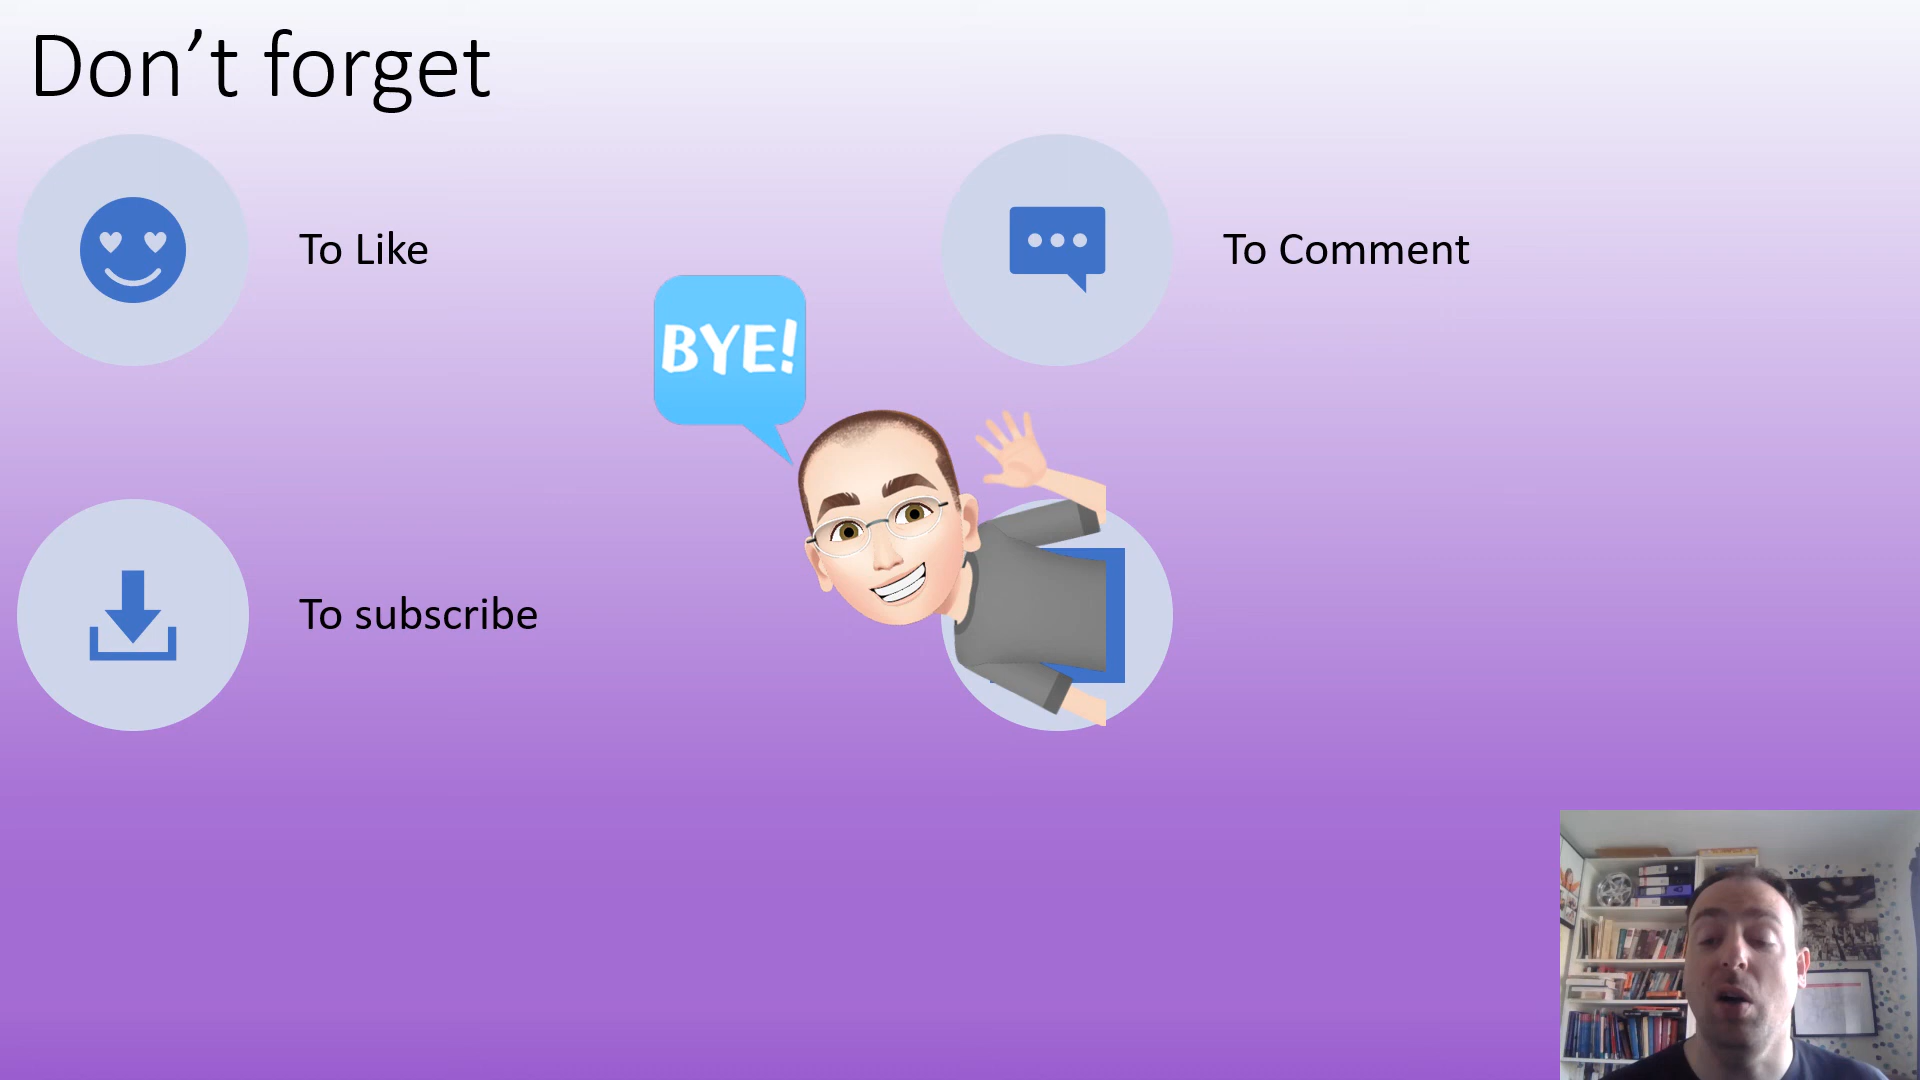 Don’t forget
To Like
To Comment
BYE!
To subscribe